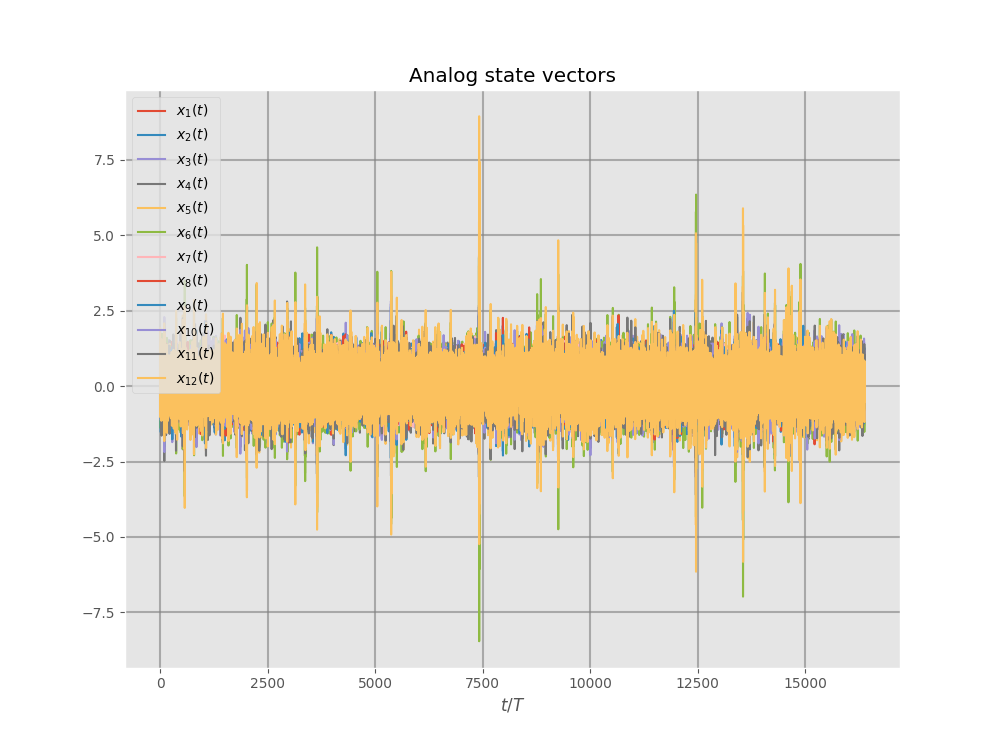 Analog state vectors
x₁(t)
x₂(t)
x₃(t)
x₄(t)
x₅(t)
x₆(t)
x₇(t)
x₈(t)
x₉(t)
x₁₀(t)
x₁₁(t)
x₁₂(t)
7.5
5.0
2.5
0.0
−2.5
−5.0
−7.5
0 2500 5000 7500 10000 12500 15000
t/T